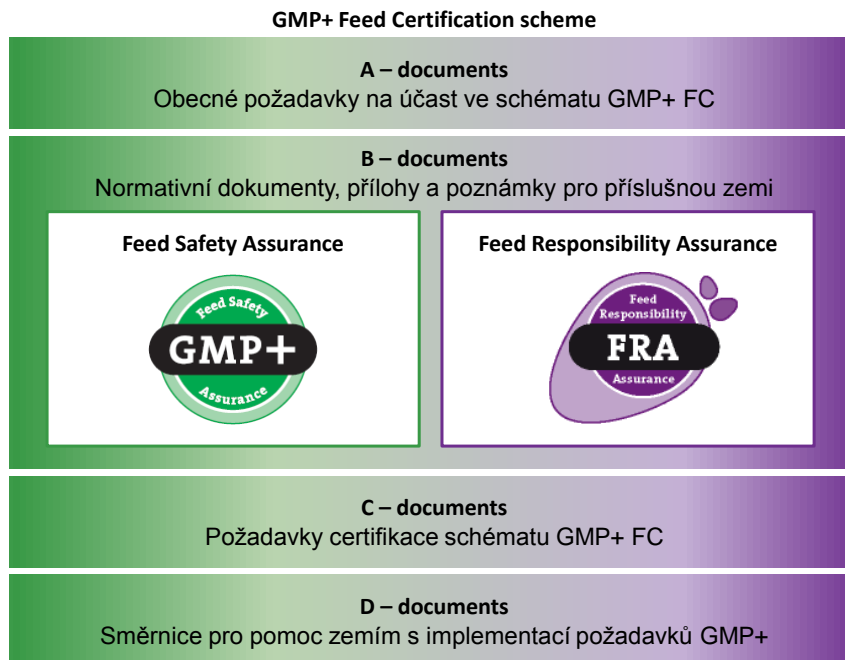 GMP+ Feed Certification scheme
A – documents
Obecné požadavky na účast ve schématu GMP+ FC
B – documents
Normativní dokumenty, přílohy a poznámky pro příslušnou zemi
Feed Safety Assurance
Feed Safety
GMP+
Assurance
Feed Responsibility Assurance
Feed
Responsibility
FRA
Assurance
C – documents
Požadavky certifikace schématu GMP+ FC
D – documents
Směrnice pro pomoc zemím s implementací požadavků GMP+